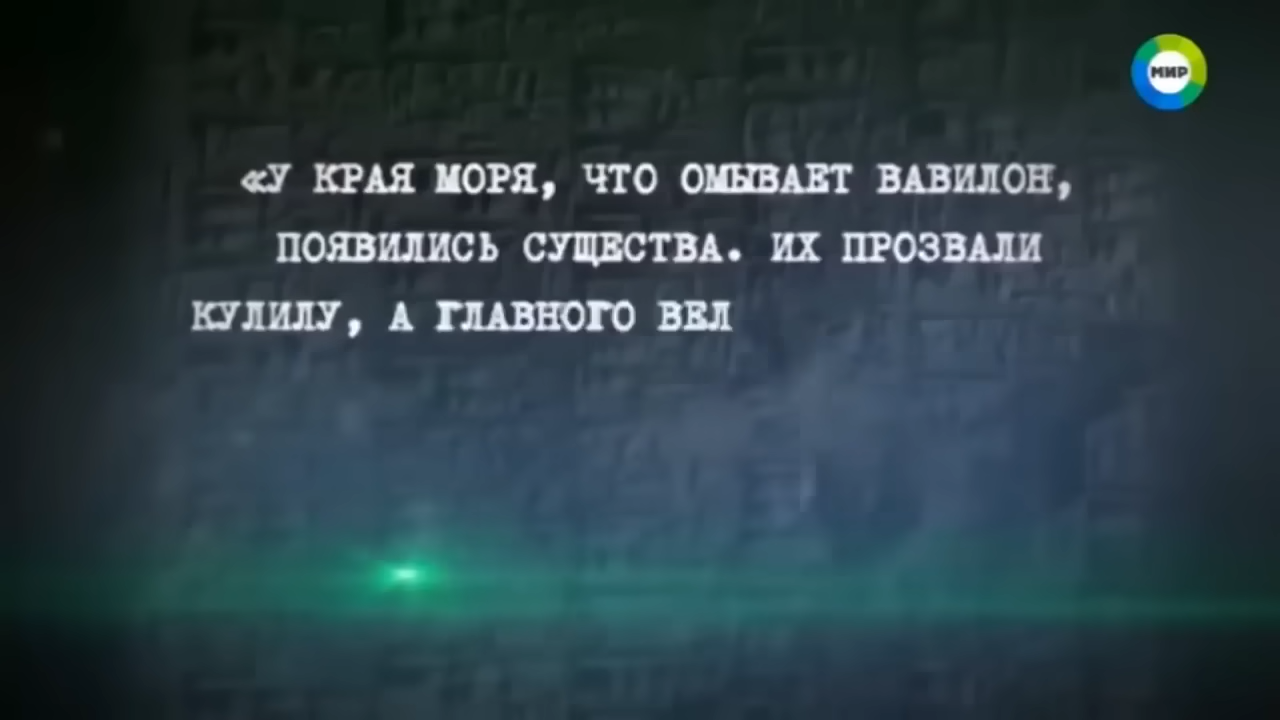 МИР
«У КРАЯ МОРЯ, ЧТО ОМЫВАЕТ ВАВИЛОН,
ПОЯВИЛИСЬ СУЩЕСТВА. ИХ ПРОЗВАЛИ
КУЛИЛУ, А ГЛАВНОГО ВЕЛ